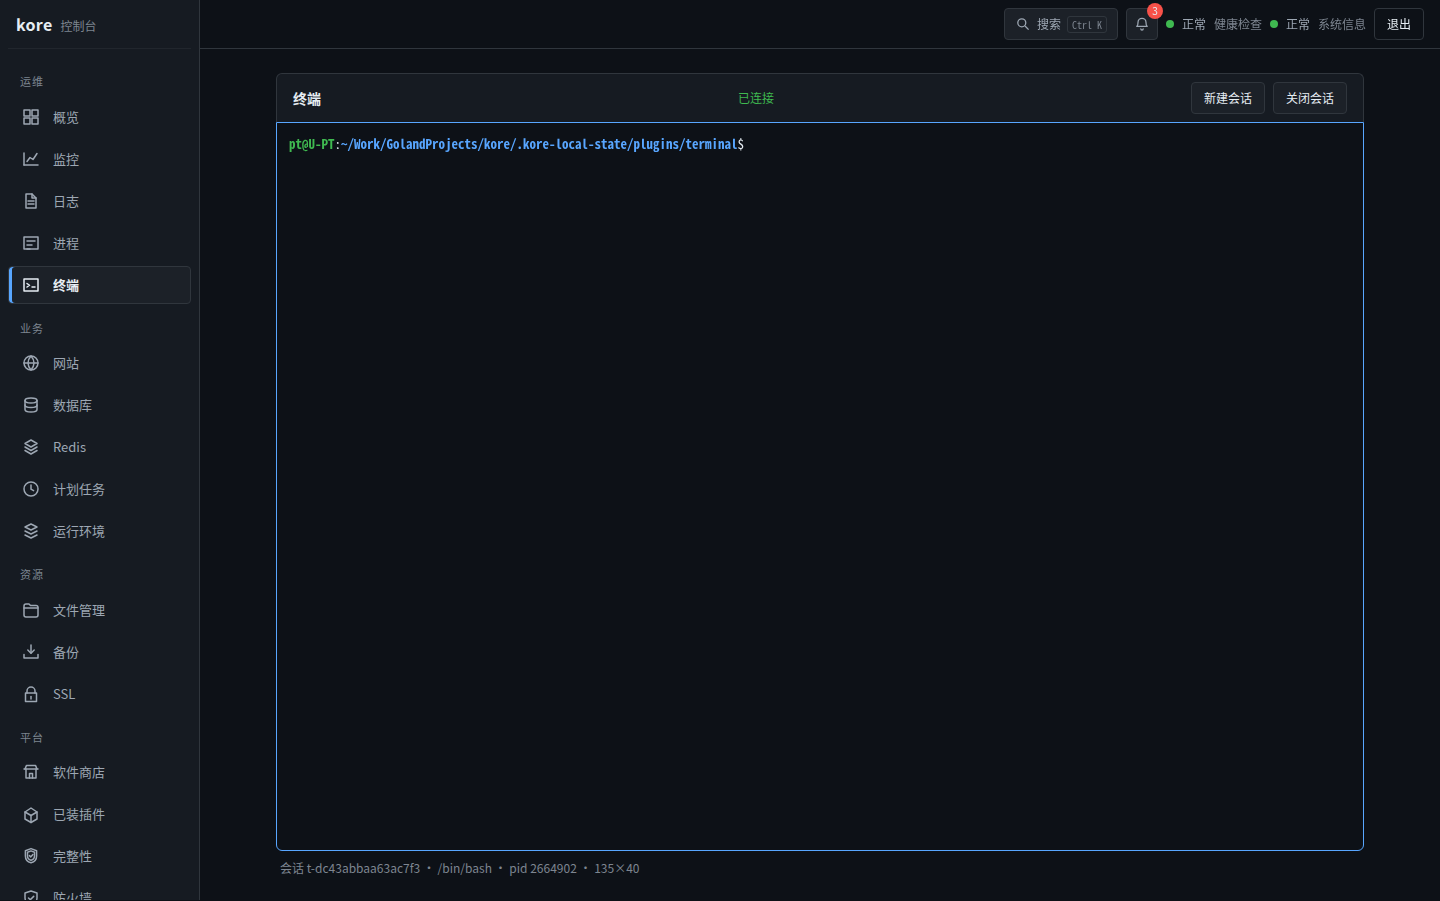 kore 控制台
搜索 Ctrl K
3
正常 健康检查
正常 系统信息
退出
运维
概览
监控
日志
进程
终端
业务
网站
数据库
Redis
计划任务
运行环境
资源
文件管理
备份
SSL
平台
软件商店
已装插件
完整性
防火墙
终端
已连接
新建会话
关闭会话
pt@U-PT:~/Work/GolandProjects/kore/.kore-local-state/plugins/terminal$
会话 t-dc43abbaa63ac7f3 · /bin/bash · pid 2664902 · 135×40